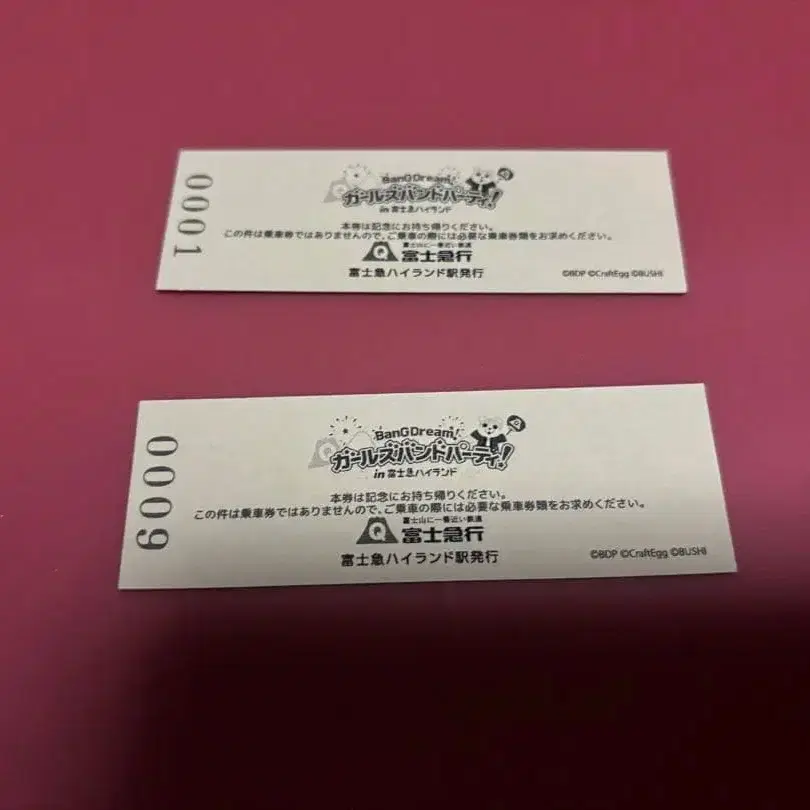 0001
BanG Dream!
ガールズバンドパーティ!
in 富士急ハイランド
本券は記念にお持ち帰りください。
この件は乗車券ではありませんので、ご乗車の際には必要な乗車券類をお求めください。
富士山に一番近い鉄道
富士急行
富士急ハイランド駅発行
©BDP ©CraftEgg ©BUSHI
0009
BanG Dream!
ガールズバンドパーティ!
in 富士急ハイランド
本券は記念にお持ち帰りください。
この件は乗車券ではありませんので、ご乗車の際には必要な乗車券類をお求めください。
富士山に一番近い鉄道
富士急行
富士急ハイランド駅発行
©BDP ©CraftEgg ©BUSHI